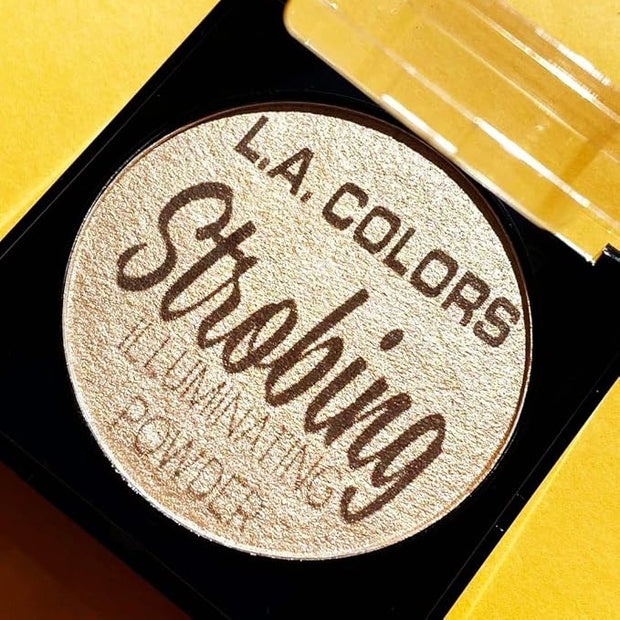 L.A. COLORS
Strobing
ILLUMINATING
POWDER